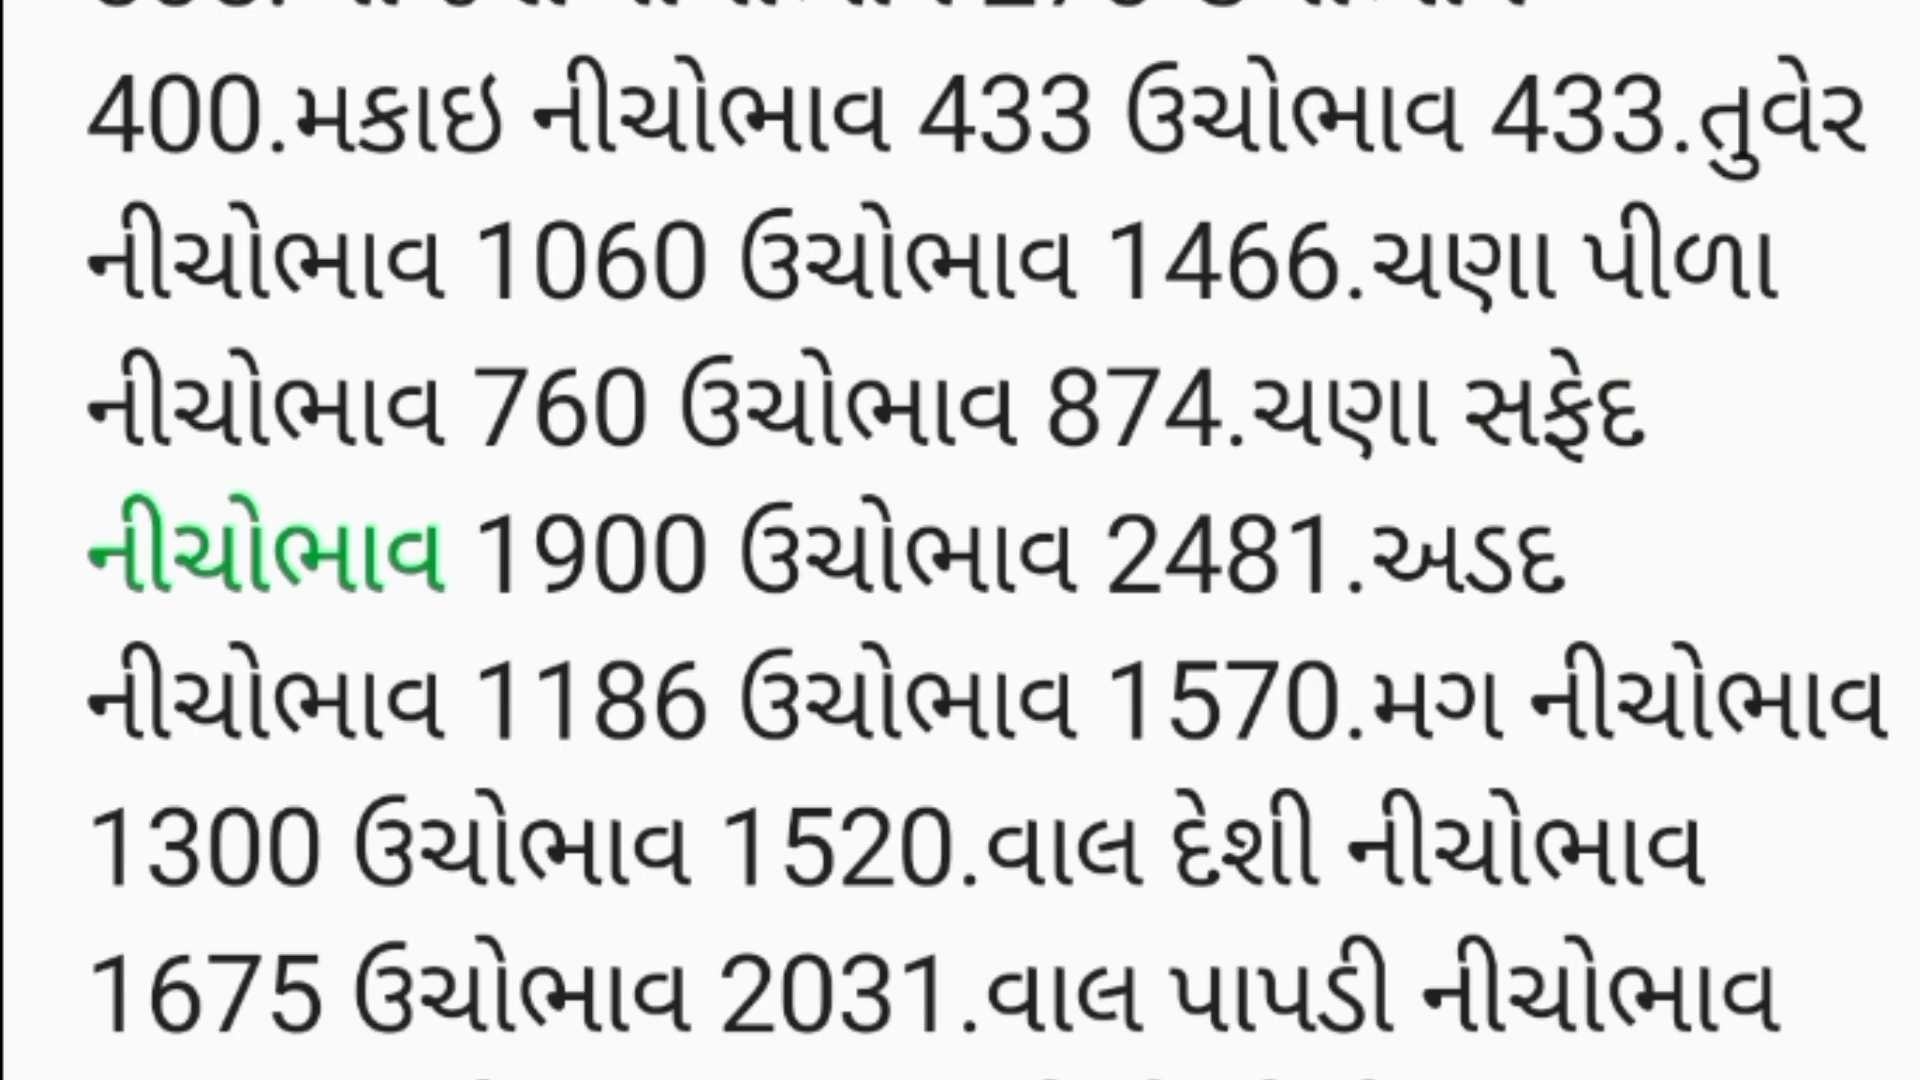 400.મકાઇ નીચોભાવ 433 ઉચોભાવ 433.તુવેર
નીચોભાવ 1060 ઉચોભાવ 1466.ચણા પીળા
નીચોભાવ 760 ઉચોભાવ 874.ચણા સફેદ
નીચોભાવ 1900 ઉચોભાવ 2481.અડદ
નીચોભાવ 1186 ઉચોભાવ 1570.મગ નીચોભાવ
1300 ઉચોભાવ 1520.વાલ દેશી નીચોભાવ
1675 ઉચોભાવ 2031.વાલ પાપડી નીચોભાવ